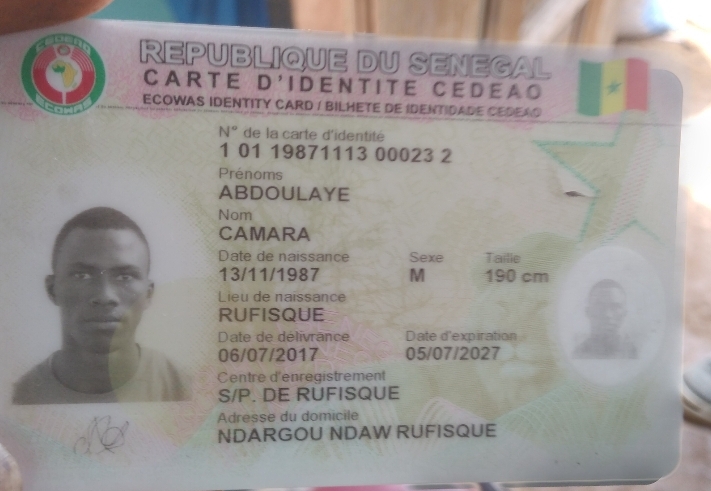 CEDEAO
ECOWAS
REPUBLIQUE DU SENEGAL
CARTE D'IDENTITE CEDEAO
ECOWAS IDENTITY CARD / BILHETE DE IDENTIDADE CEDEAO
N° de la carte d'identité
1 01 19871113 00023 2
Prénoms
ABDOULAYE
Nom
CAMARA
Date de naissance Sexe Taille
13/11/1987 M 190 cm
Lieu de naissance
RUFISQUE
Date de délivrance Date d'expiration
06/07/2017 05/07/2027
Centre d'enregistrement
S/P. DE RUFISQUE
Adresse du domicile
NDARGOU NDAW RUFISQUE